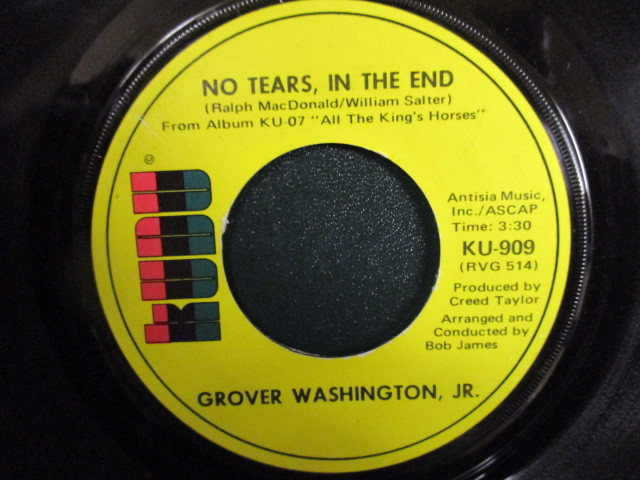 NO TEARS, IN THE END
(Ralph MacDonald/William Salter)
From Album KU-07 "All The King's Horses"
©
KUDU
Antisia Music,
Inc./ASCAP
Time: 3:30
KU-909
(RVG 514)
Produced by
Creed Taylor
Arranged and
Conducted by
Bob James
GROVER WASHINGTON, JR.